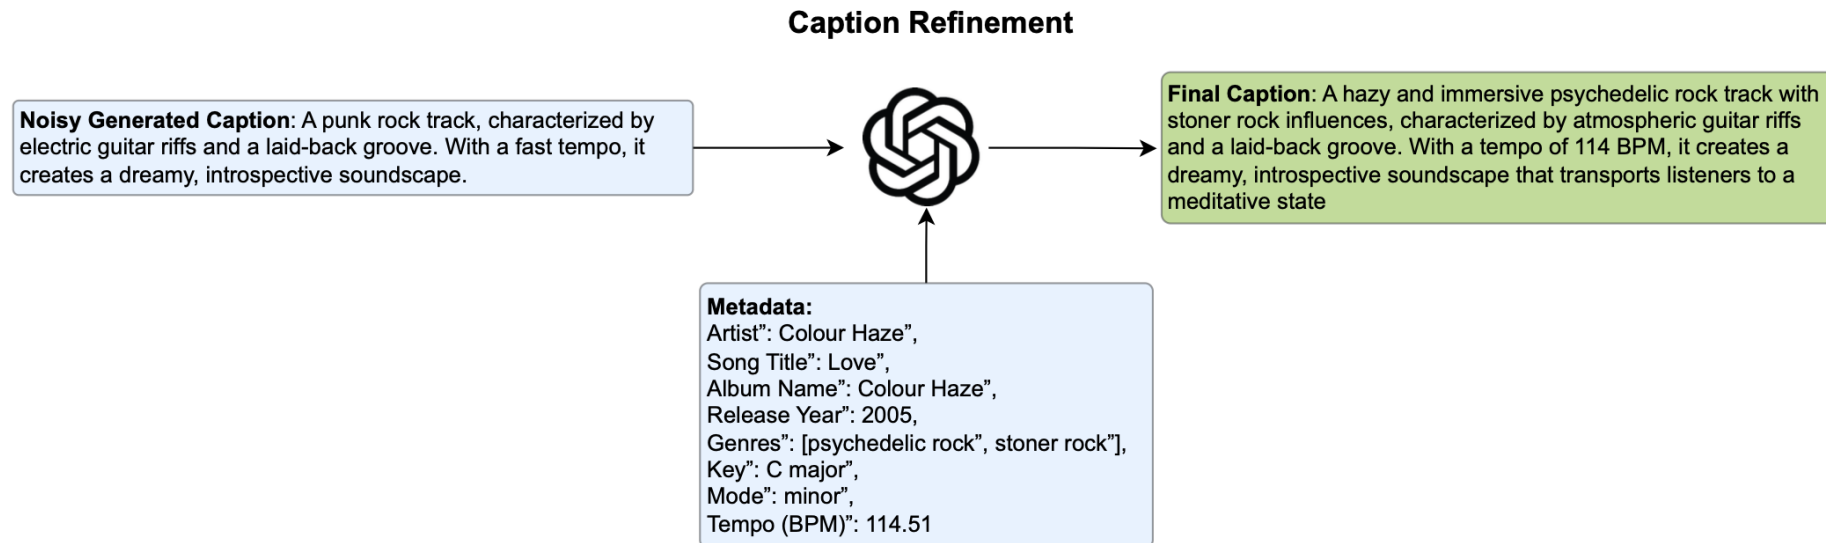 Caption Refinement
Noisy Generated Caption: A punk rock track, characterized by
electric guitar riffs and a laid-back groove. With a fast tempo, it
creates a dreamy, introspective soundscape.
Final Caption: A hazy and immersive psychedelic rock track with
stoner rock influences, characterized by atmospheric guitar riffs
and a laid-back groove. With a tempo of 114 BPM, it creates a
dreamy, introspective soundscape that transports listeners to a
meditative state
Metadata:
Artist”: Colour Haze”,
Song Title”: Love”,
Album Name”: Colour Haze”,
Release Year”: 2005,
Genres”: [psychedelic rock”, stoner rock”],
Key”: C major”,
Mode”: minor”,
Tempo (BPM)”: 114.51